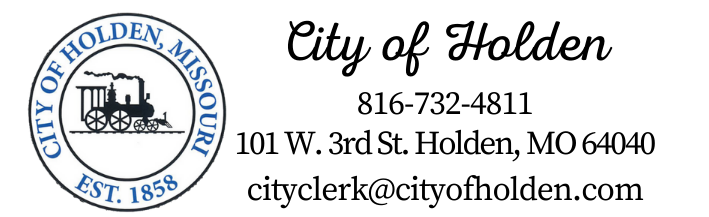 CITY OF HOLDEN, MISSOURI
EST. 1858
City of Holden
816-732-4811
101 W. 3rd St. Holden, MO 64040
cityclerk@cityofholden.com